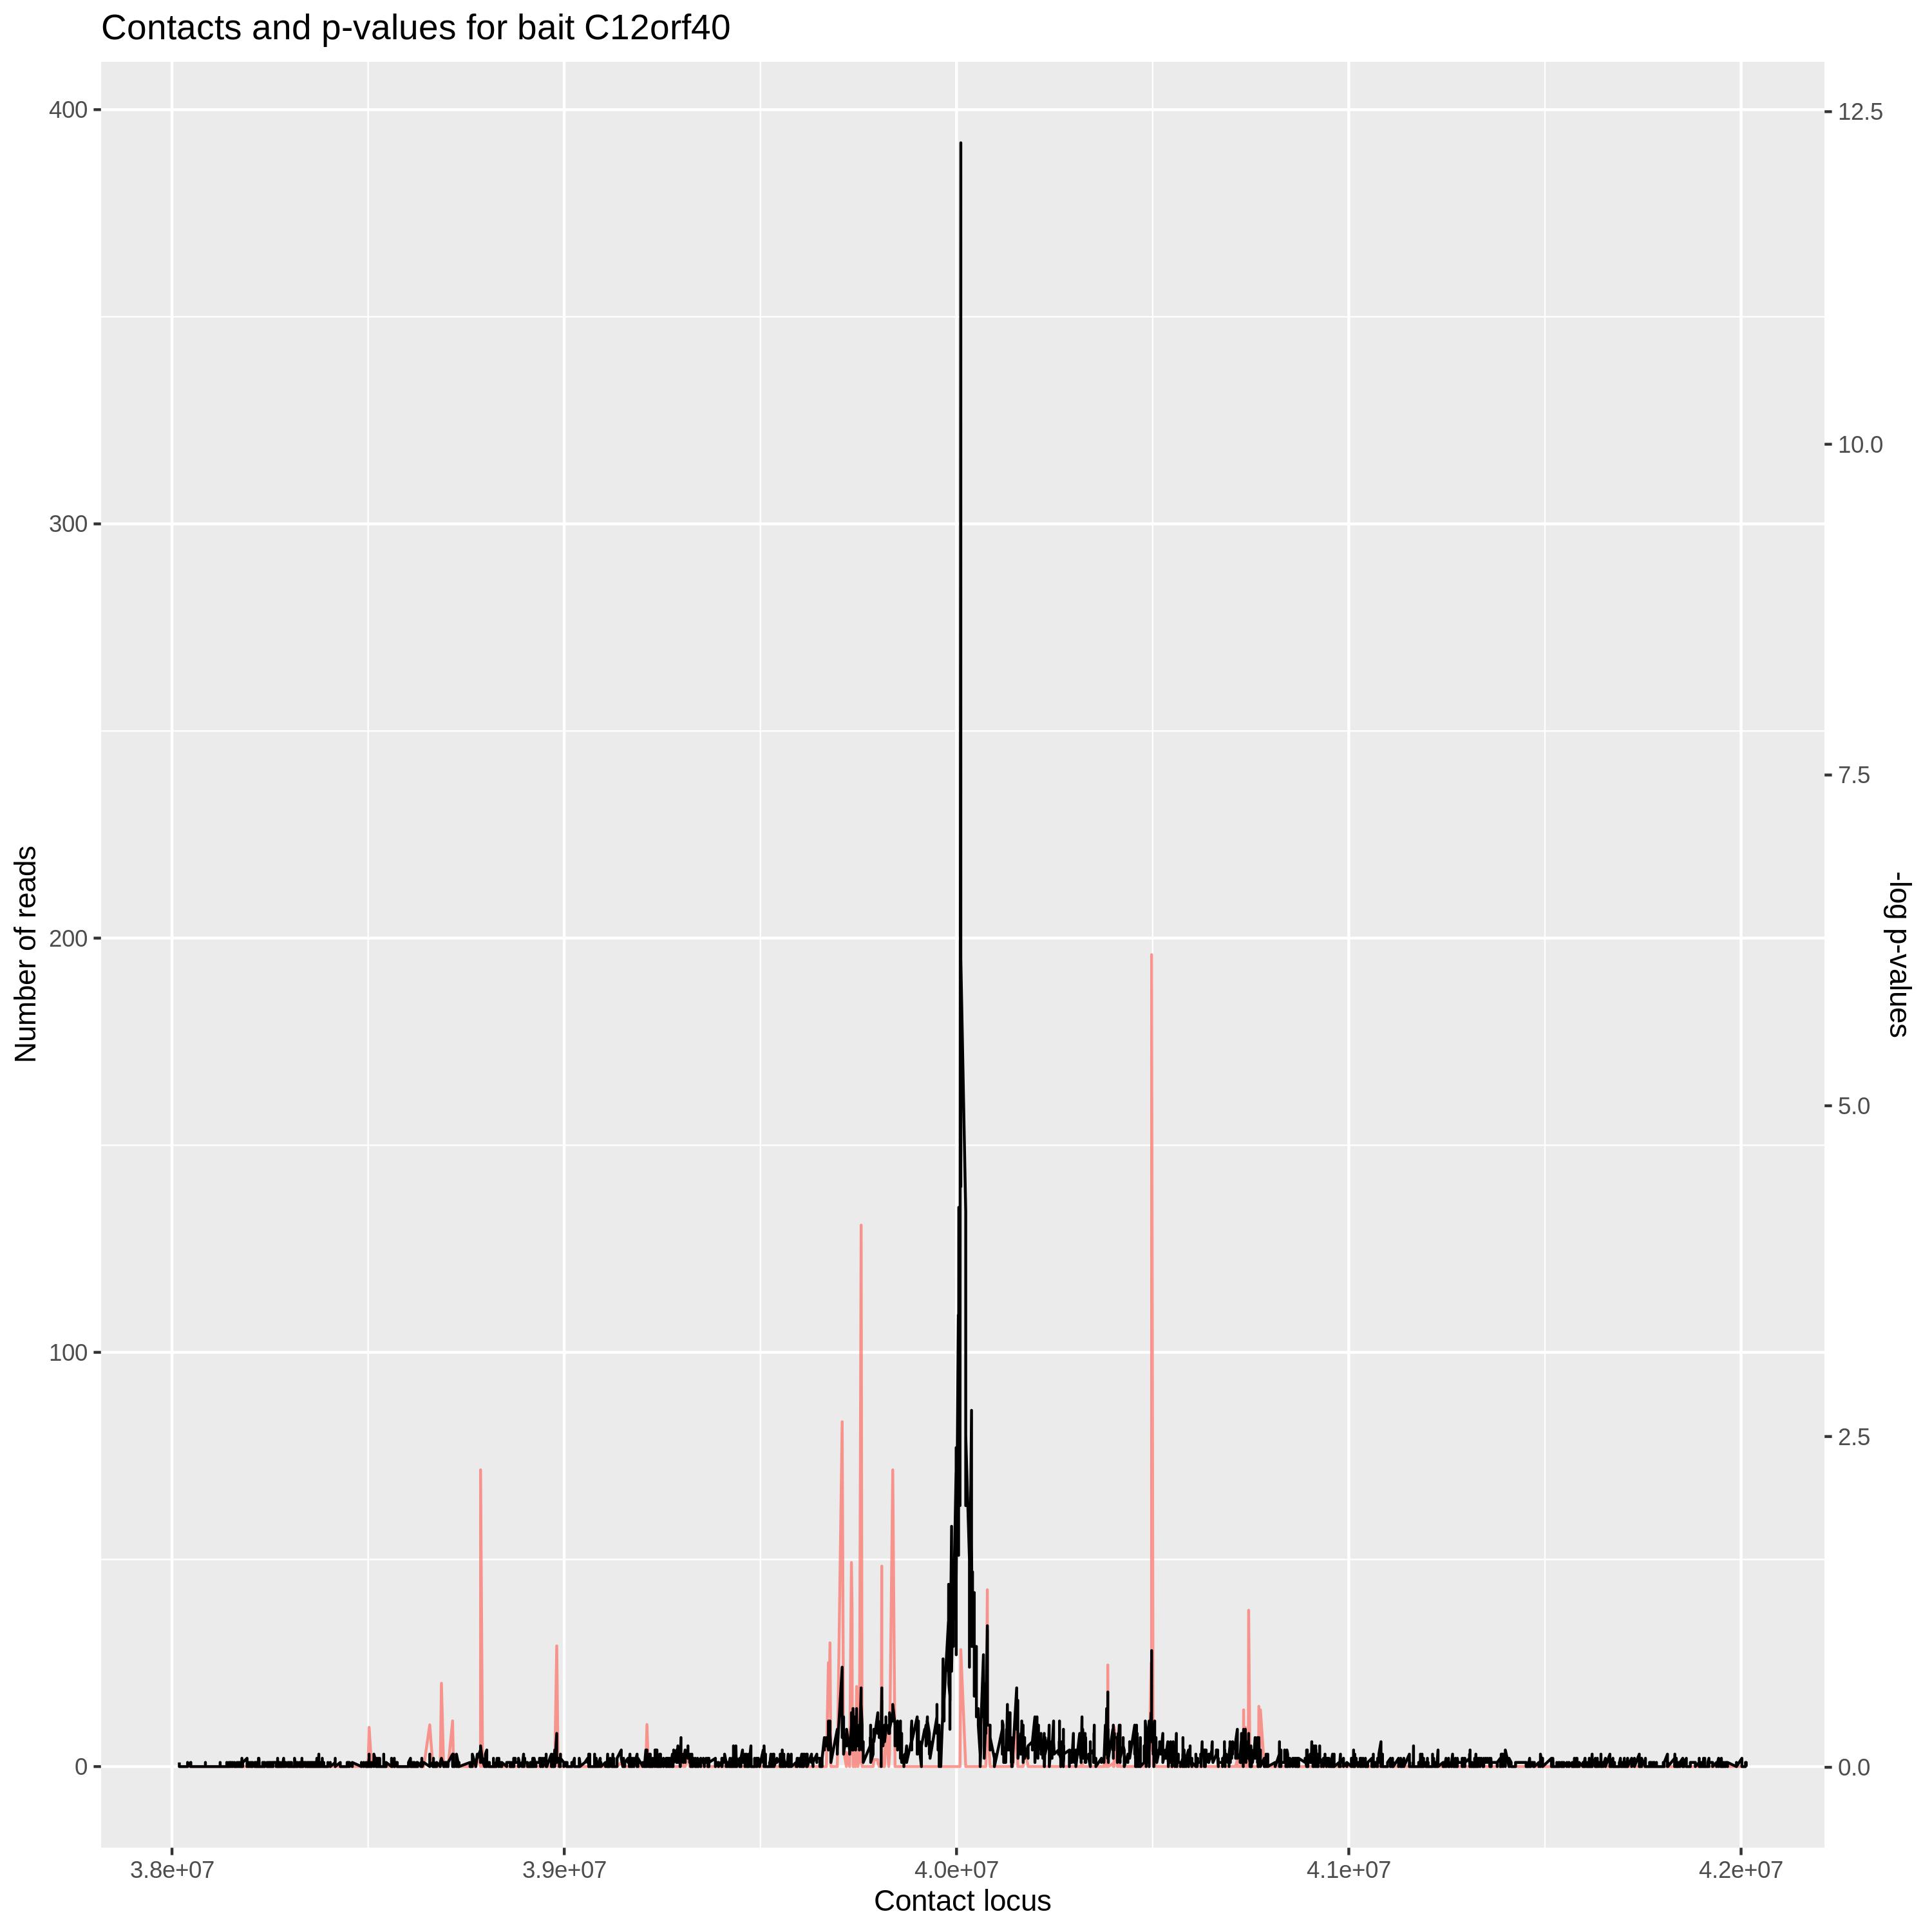 Contacts and p-values for bait C12orf40
400
300
200
100
0
Number of reads
12.5
10.0
7.5
5.0
2.5
0.0
-log p-values
3.8e+07
3.9e+07
4.0e+07
4.1e+07
4.2e+07
Contact locus